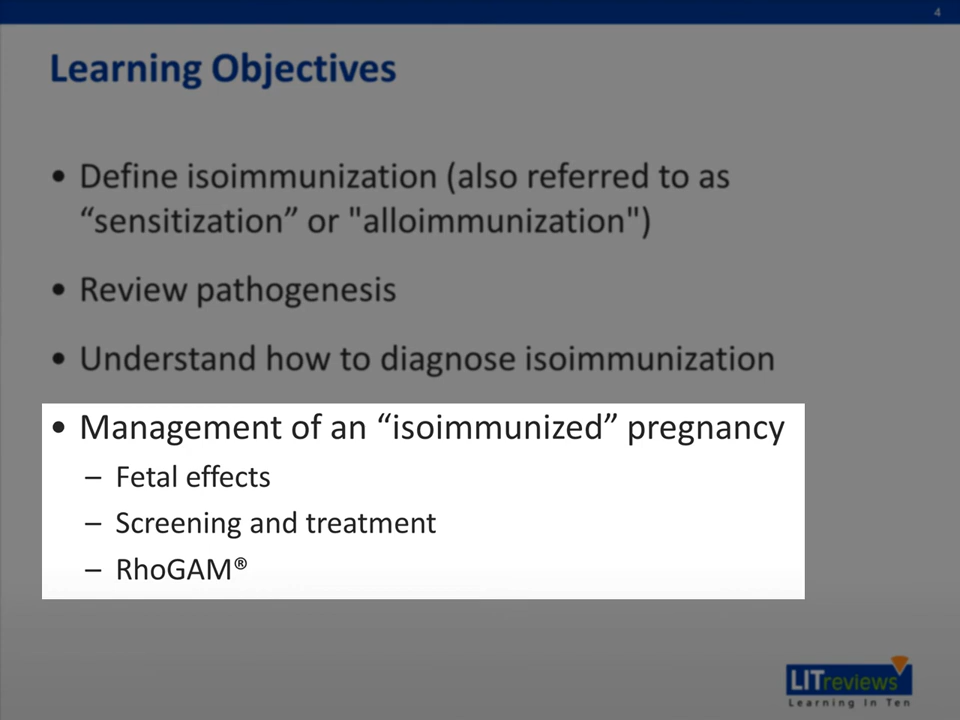 4
Learning Objectives
• Define isoimmunization (also referred to as
“sensitization” or "alloimmunization")
• Review pathogenesis
• Understand how to diagnose isoimmunization
• Management of an “isoimmunized” pregnancy
– Fetal effects
– Screening and treatment
– RhoGAM®
LITreviews
Learning In Ten